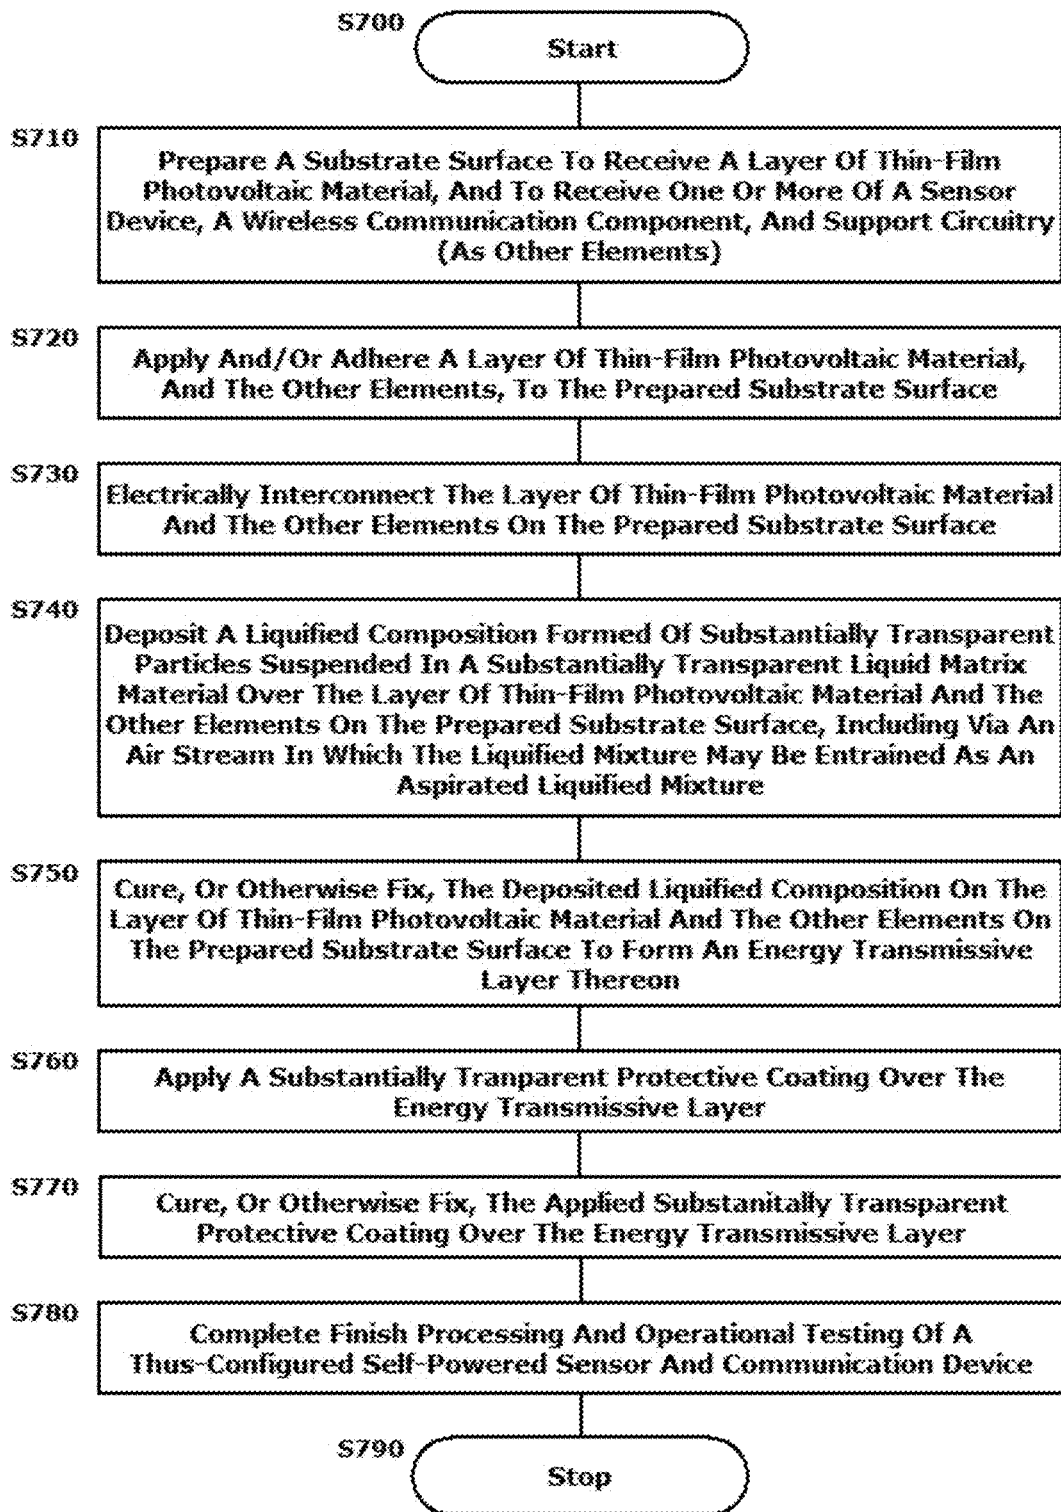 S700
Start
S710
Prepare A Substrate Surface To Receive A Layer Of Thin-Film
Photovoltaic Material, And To Receive One Or More Of A Sensor
Device, A Wireless Communication Component, And Support Circuitry
(As Other Elements)
S720
Apply And/Or Adhere A Layer Of Thin-Film Photovoltaic Material,
And The Other Elements, To The Prepared Substrate Surface
S730
Electrically Interconnect The Layer Of Thin-Film Photovoltaic Material
And The Other Elements On The Prepared Substrate Surface
S740
Deposit A Liquified Composition Formed Of Substantially Transparent
Particles Suspended In A Substantially Transparent Liquid Matrix
Material Over The Layer Of Thin-Film Photovoltaic Material And The
Other Elements On The Prepared Substrate Surface, Including Via An
Air Stream In Which The Liquified Mixture May Be Entrained As An
Aspirated Liquified Mixture
S750
Cure, Or Otherwise Fix, The Deposited Liquified Composition On The
Layer Of Thin-Film Photovoltaic Material And The Other Elements On
The Prepared Substrate Surface To Form An Energy Transmissive
Layer Thereon
S760
Apply A Substantially Tranparent Protective Coating Over The
Energy Transmissive Layer
S770
Cure, Or Otherwise Fix, The Applied Substanitally Transparent
Protective Coating Over The Energy Transmissive Layer
S780
Complete Finish Processing And Operational Testing Of A
Thus-Configured Self-Powered Sensor And Communication Device
S790
Stop